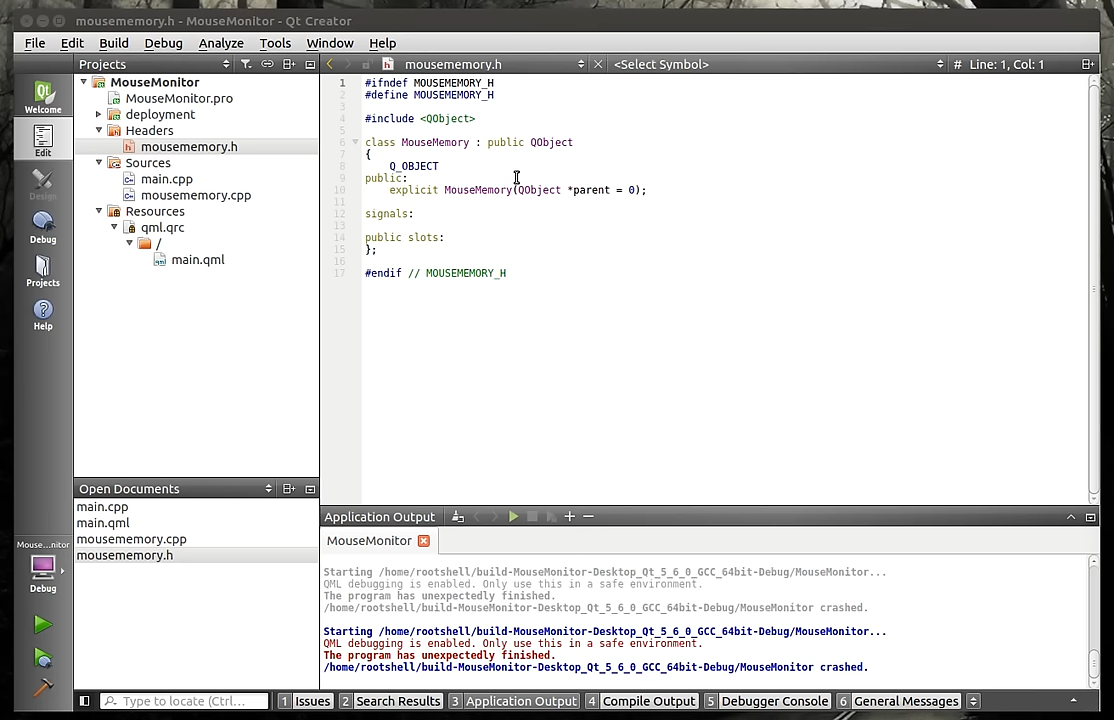 mousememory.h - MouseMonitor - Qt Creator
File Edit Build Debug Analyze Tools Window Help
Projects
mousememory.h
<Select Symbol>
# Line: 1, Col: 1
Welcome
Edit
Design
Debug
Projects
Help
MouseMonitor
MouseMonitor.pro
deployment
Headers
mousememory.h
Sources
main.cpp
mousememory.cpp
Resources
qml.qrc
/
main.qml
1 #ifndef MOUSEMEMORY_H
2 #define MOUSEMEMORY_H
3
4 #include <QObject>
5
6 class MouseMemory : public QObject
7 {
8 Q_OBJECT
9 public:
10 explicit MouseMemory(QObject *parent = 0);
11
12 signals:
13
14 public slots:
15 };
16
17 #endif // MOUSEMEMORY_H
Open Documents
main.cpp
main.qml
mousememory.cpp
mousememory.h
Mouse...nitor
Debug
Application Output
MouseMonitor
Starting /home/rootshell/build-MouseMonitor-Desktop_Qt_5_6_0_GCC_64bit-Debug/MouseMonitor...
QML debugging is enabled. Only use this in a safe environment.
The program has unexpectedly finished.
/home/rootshell/build-MouseMonitor-Desktop_Qt_5_6_0_GCC_64bit-Debug/MouseMonitor crashed.
Starting /home/rootshell/build-MouseMonitor-Desktop_Qt_5_6_0_GCC_64bit-Debug/MouseMonitor...
QML debugging is enabled. Only use this in a safe environment.
The program has unexpectedly finished.
/home/rootshell/build-MouseMonitor-Desktop_Qt_5_6_0_GCC_64bit-Debug/MouseMonitor crashed.
Type to locate (Ctrl... 1 Issues 2 Search Results 3 Application Output 4 Compile Output 5 Debugger Console 6 General Messages